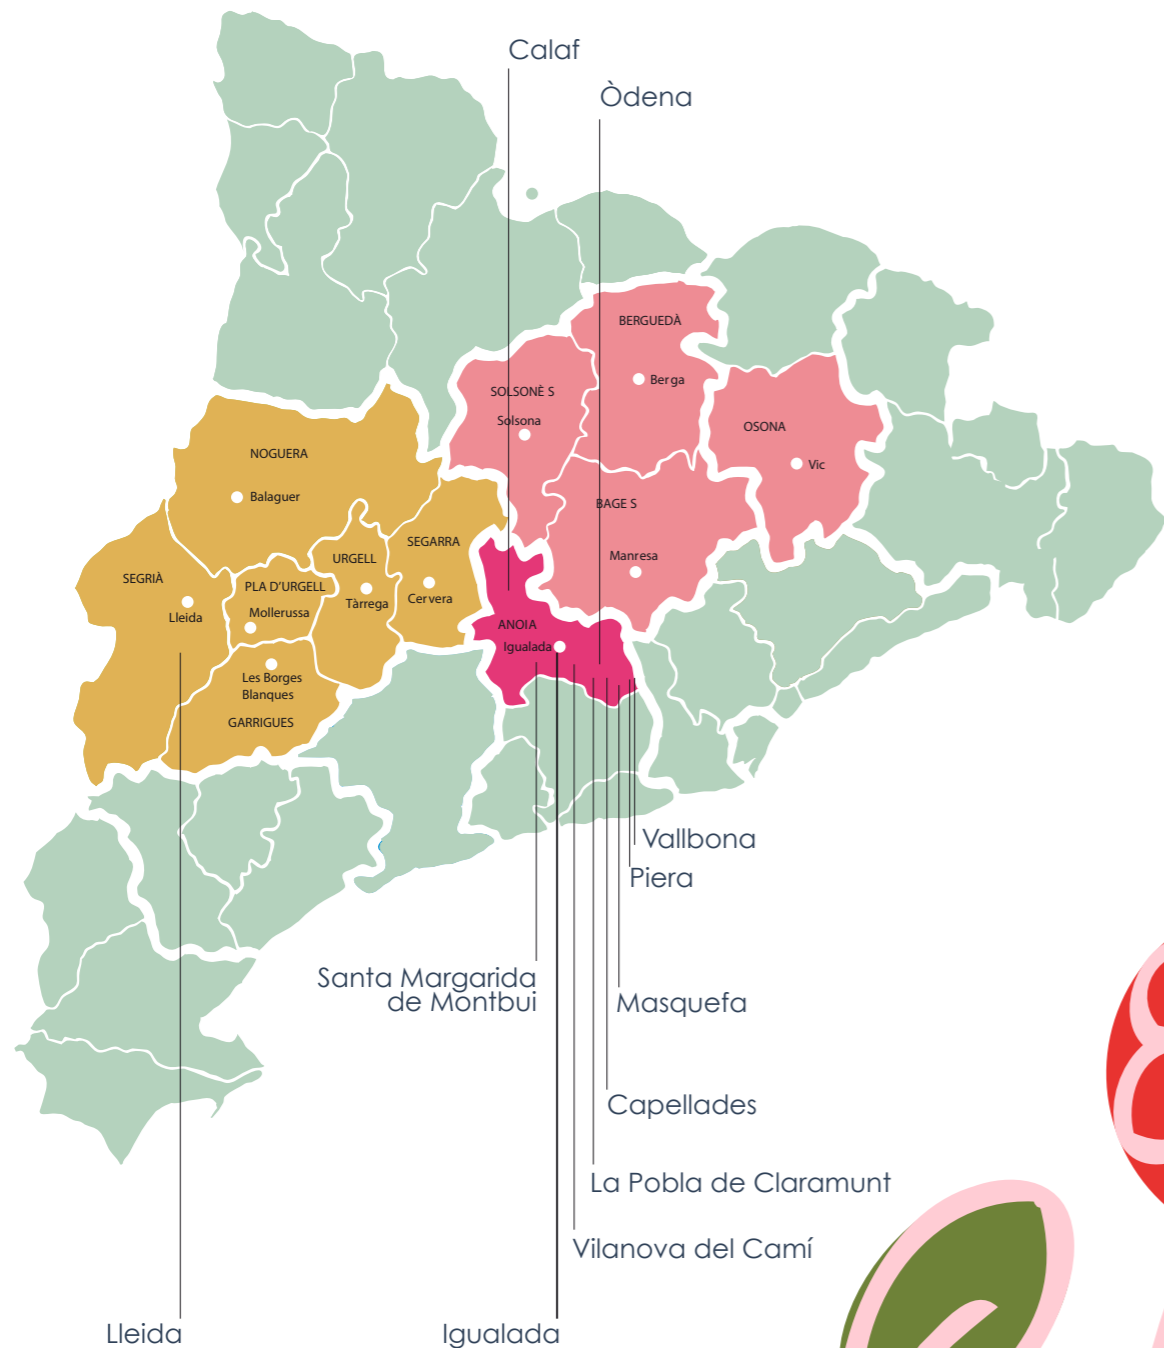 Calaf
Òdena
BERGUEDÀ
Berga
SOLSONÈ S
Solsona
OSONA
Vic
NOGUERA
Balaguer
BAGE S
Manresa
SEGARRA
Cervera
URGELL
Tàrrega
SEGRIÀ
Lleida
PLA D'URGELL
Mollerussa
ANOIA
Igualada
Les Borges
Blanques
GARRIGUES
Vallbona
Piera
Santa Margarida
de Montbui
Masquefa
Capellades
La Pobla de Claramunt
Vilanova del Camí
Lleida
Igualada